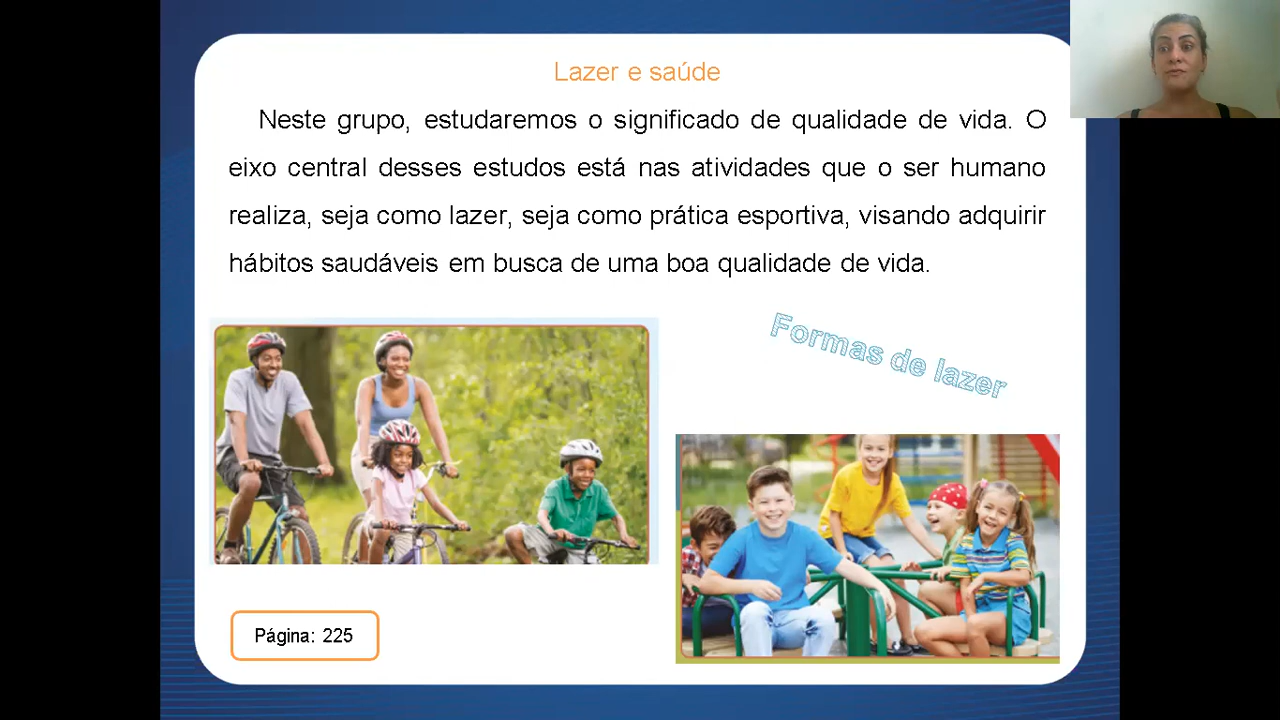 Lazer e saúde
Neste grupo, estudaremos o significado de qualidade de vida. O
eixo central desses estudos está nas atividades que o ser humano
realiza, seja como lazer, seja como prática esportiva, visando adquirir
hábitos saudáveis em busca de uma boa qualidade de vida.
Formas de lazer
Página: 225